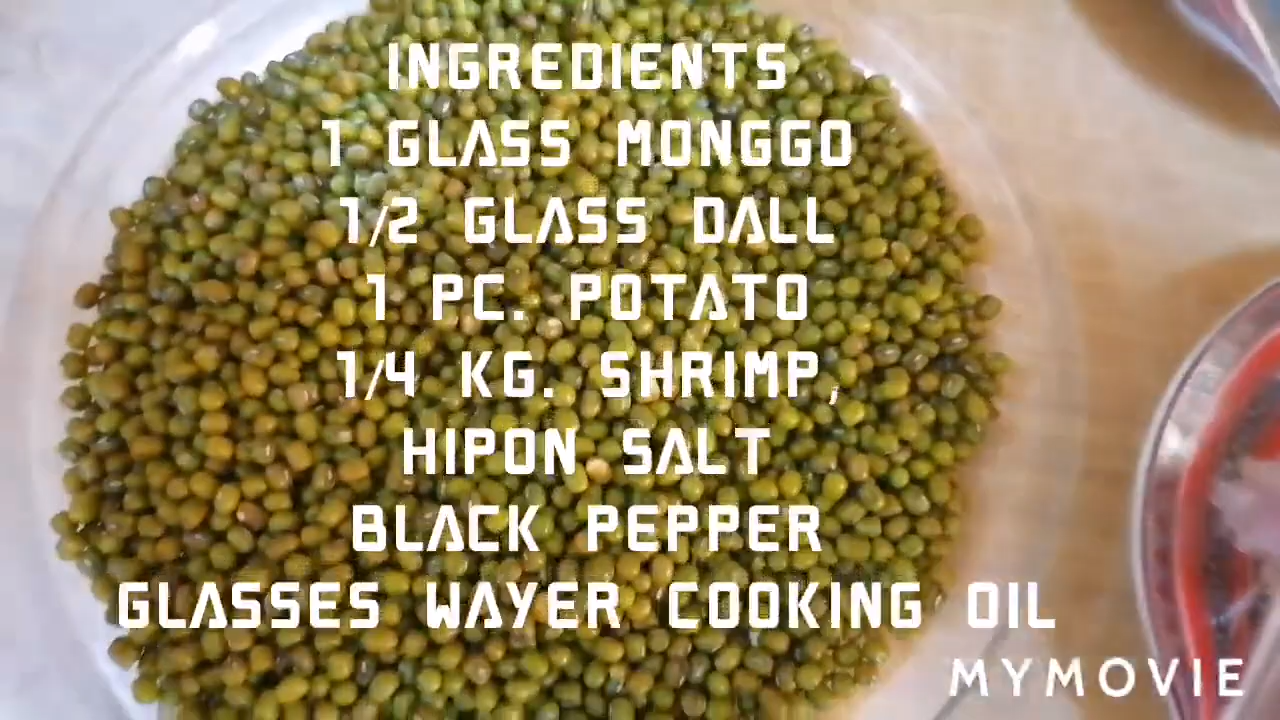 INGREDIENTS
1 GLASS MONGGO
1/2 GLASS DALL
1 PC. POTATO
1/4 KG. SHRIMP,
HIPON SALT
BLACK PEPPER
GLASSES WAYER COOKING OIL
MYMOVIE